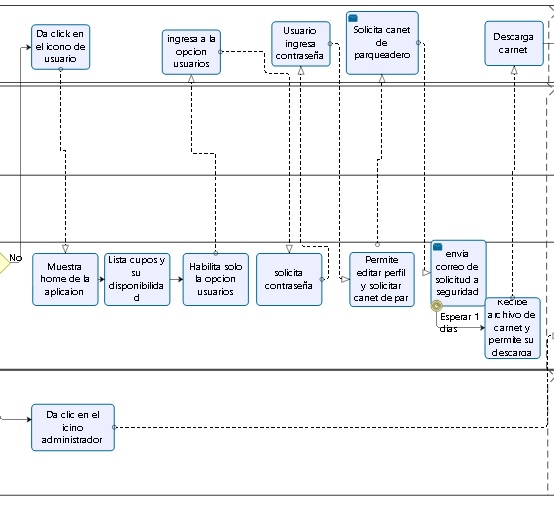 Da click en
el icono de
usuario
ingresa a la
opcion
usuarios
Usuario
ingresa
contraseña
Solicita canet
de
parqueadero
Descarga
carnet
No
Muestra
home de la
aplicaion
Lista cupos y
su
disponibilida
d
Habilita solo
la opcion
usuarios
solicita
contraseña
Permite
editar perfil
y solicitar
canet de par
envia
correo de
solicitud a
seguridad
Esperar 1
dias
Recibe
archivo de
carnet y
permite su
descarga
Da clic en el
icino
administrador